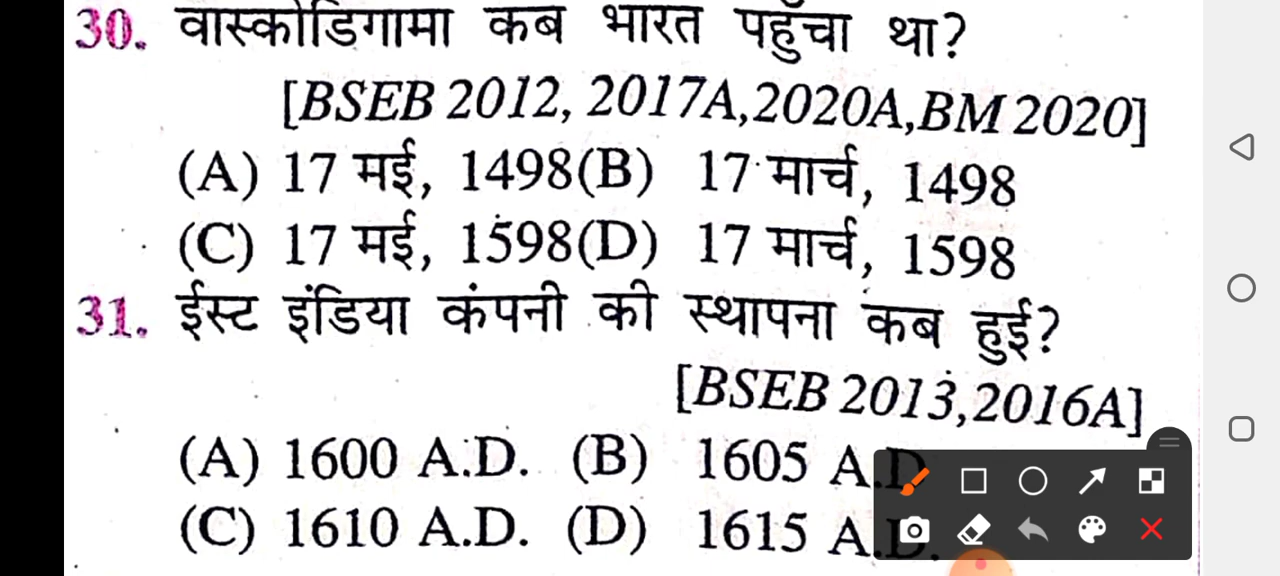 30. वास्कोडिगामा कब भारत पहुँचा था?
[BSEB 2012, 2017A,2020A,BM 2020]
(A) 17 मई, 1498(B) 17 मार्च, 1498
(C) 17 मई, 1598(D) 17 मार्च, 1598
31. ईस्ट इंडिया कंपनी की स्थापना कब हुई?
[BSEB 2013,2016A]
(A) 1600 A.D. (B) 1605 A.D
(C) 1610 A.D. (D) 1615 A.D.